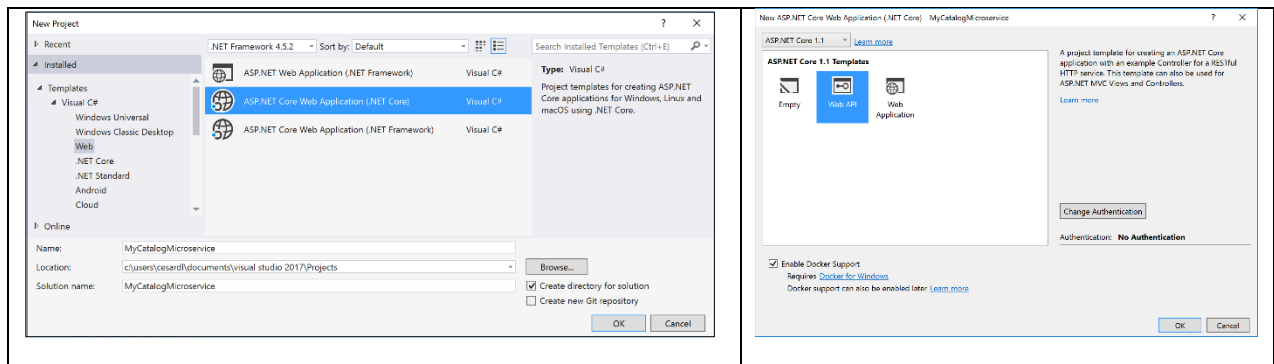 New Project
? ×
Recent
.NET Framework 4.5.2
Sort by: Default
Search Installed Templates (Ctrl+E)
Installed
Templates
Visual C#
Windows Universal
Windows Classic Desktop
Web
.NET Core
.NET Standard
Android
Cloud
Online
ASP.NET Web Application (.NET Framework) Visual C#
ASP.NET Core Web Application (.NET Core) Visual C#
ASP.NET Core Web Application (.NET Framework) Visual C#
Type: Visual C#
Project templates for creating ASP.NET
Core applications for Windows, Linux and
macOS using .NET Core.
Name: MyCatalogMicroservice
Location: c:\users\cesardl\documents\visual studio 2017\Projects
Browse...
Solution name: MyCatalogMicroservice
Create directory for solution
Create new Git repository
OK Cancel
New ASP.NET Core Web Application (.NET Core) MyCatalogMicroservice
? ×
ASP.NET Core 1.1 Learn more
ASP.NET Core 1.1 Templates
Empty
Web API
Web
Application
A project template for creating an ASP.NET Core
application with an example Controller for a RESTful
HTTP service. This template can also be used for
ASP.NET MVC Views and Controllers.
Learn more
Change Authentication
Authentication: No Authentication
Enable Docker Support
Requires Docker for Windows
Docker support can also be enabled later Learn more
OK Cancel